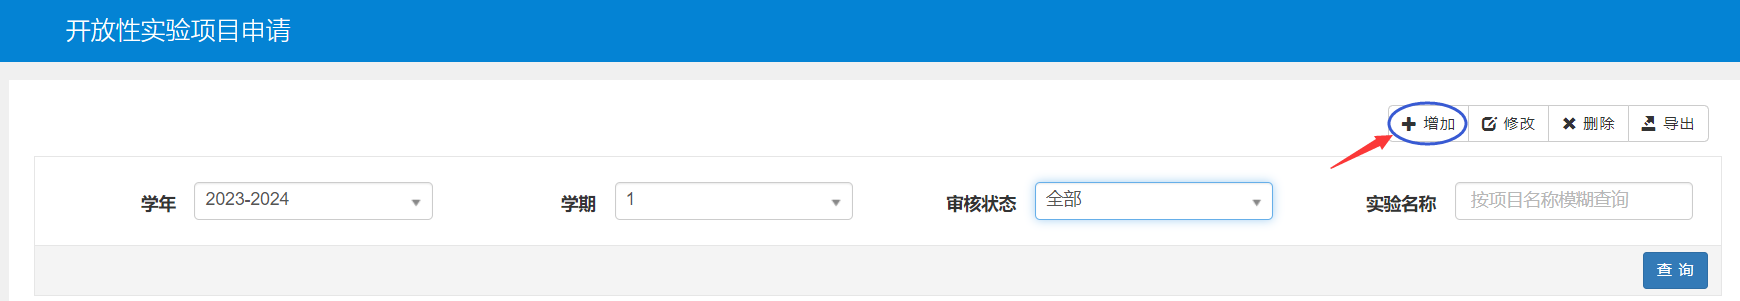 开放性实验项目申请
增加 修改 删除 导出
学年 2023-2024 学期 1 审核状态 全部 实验名称 按项目名称模糊查询
查 询